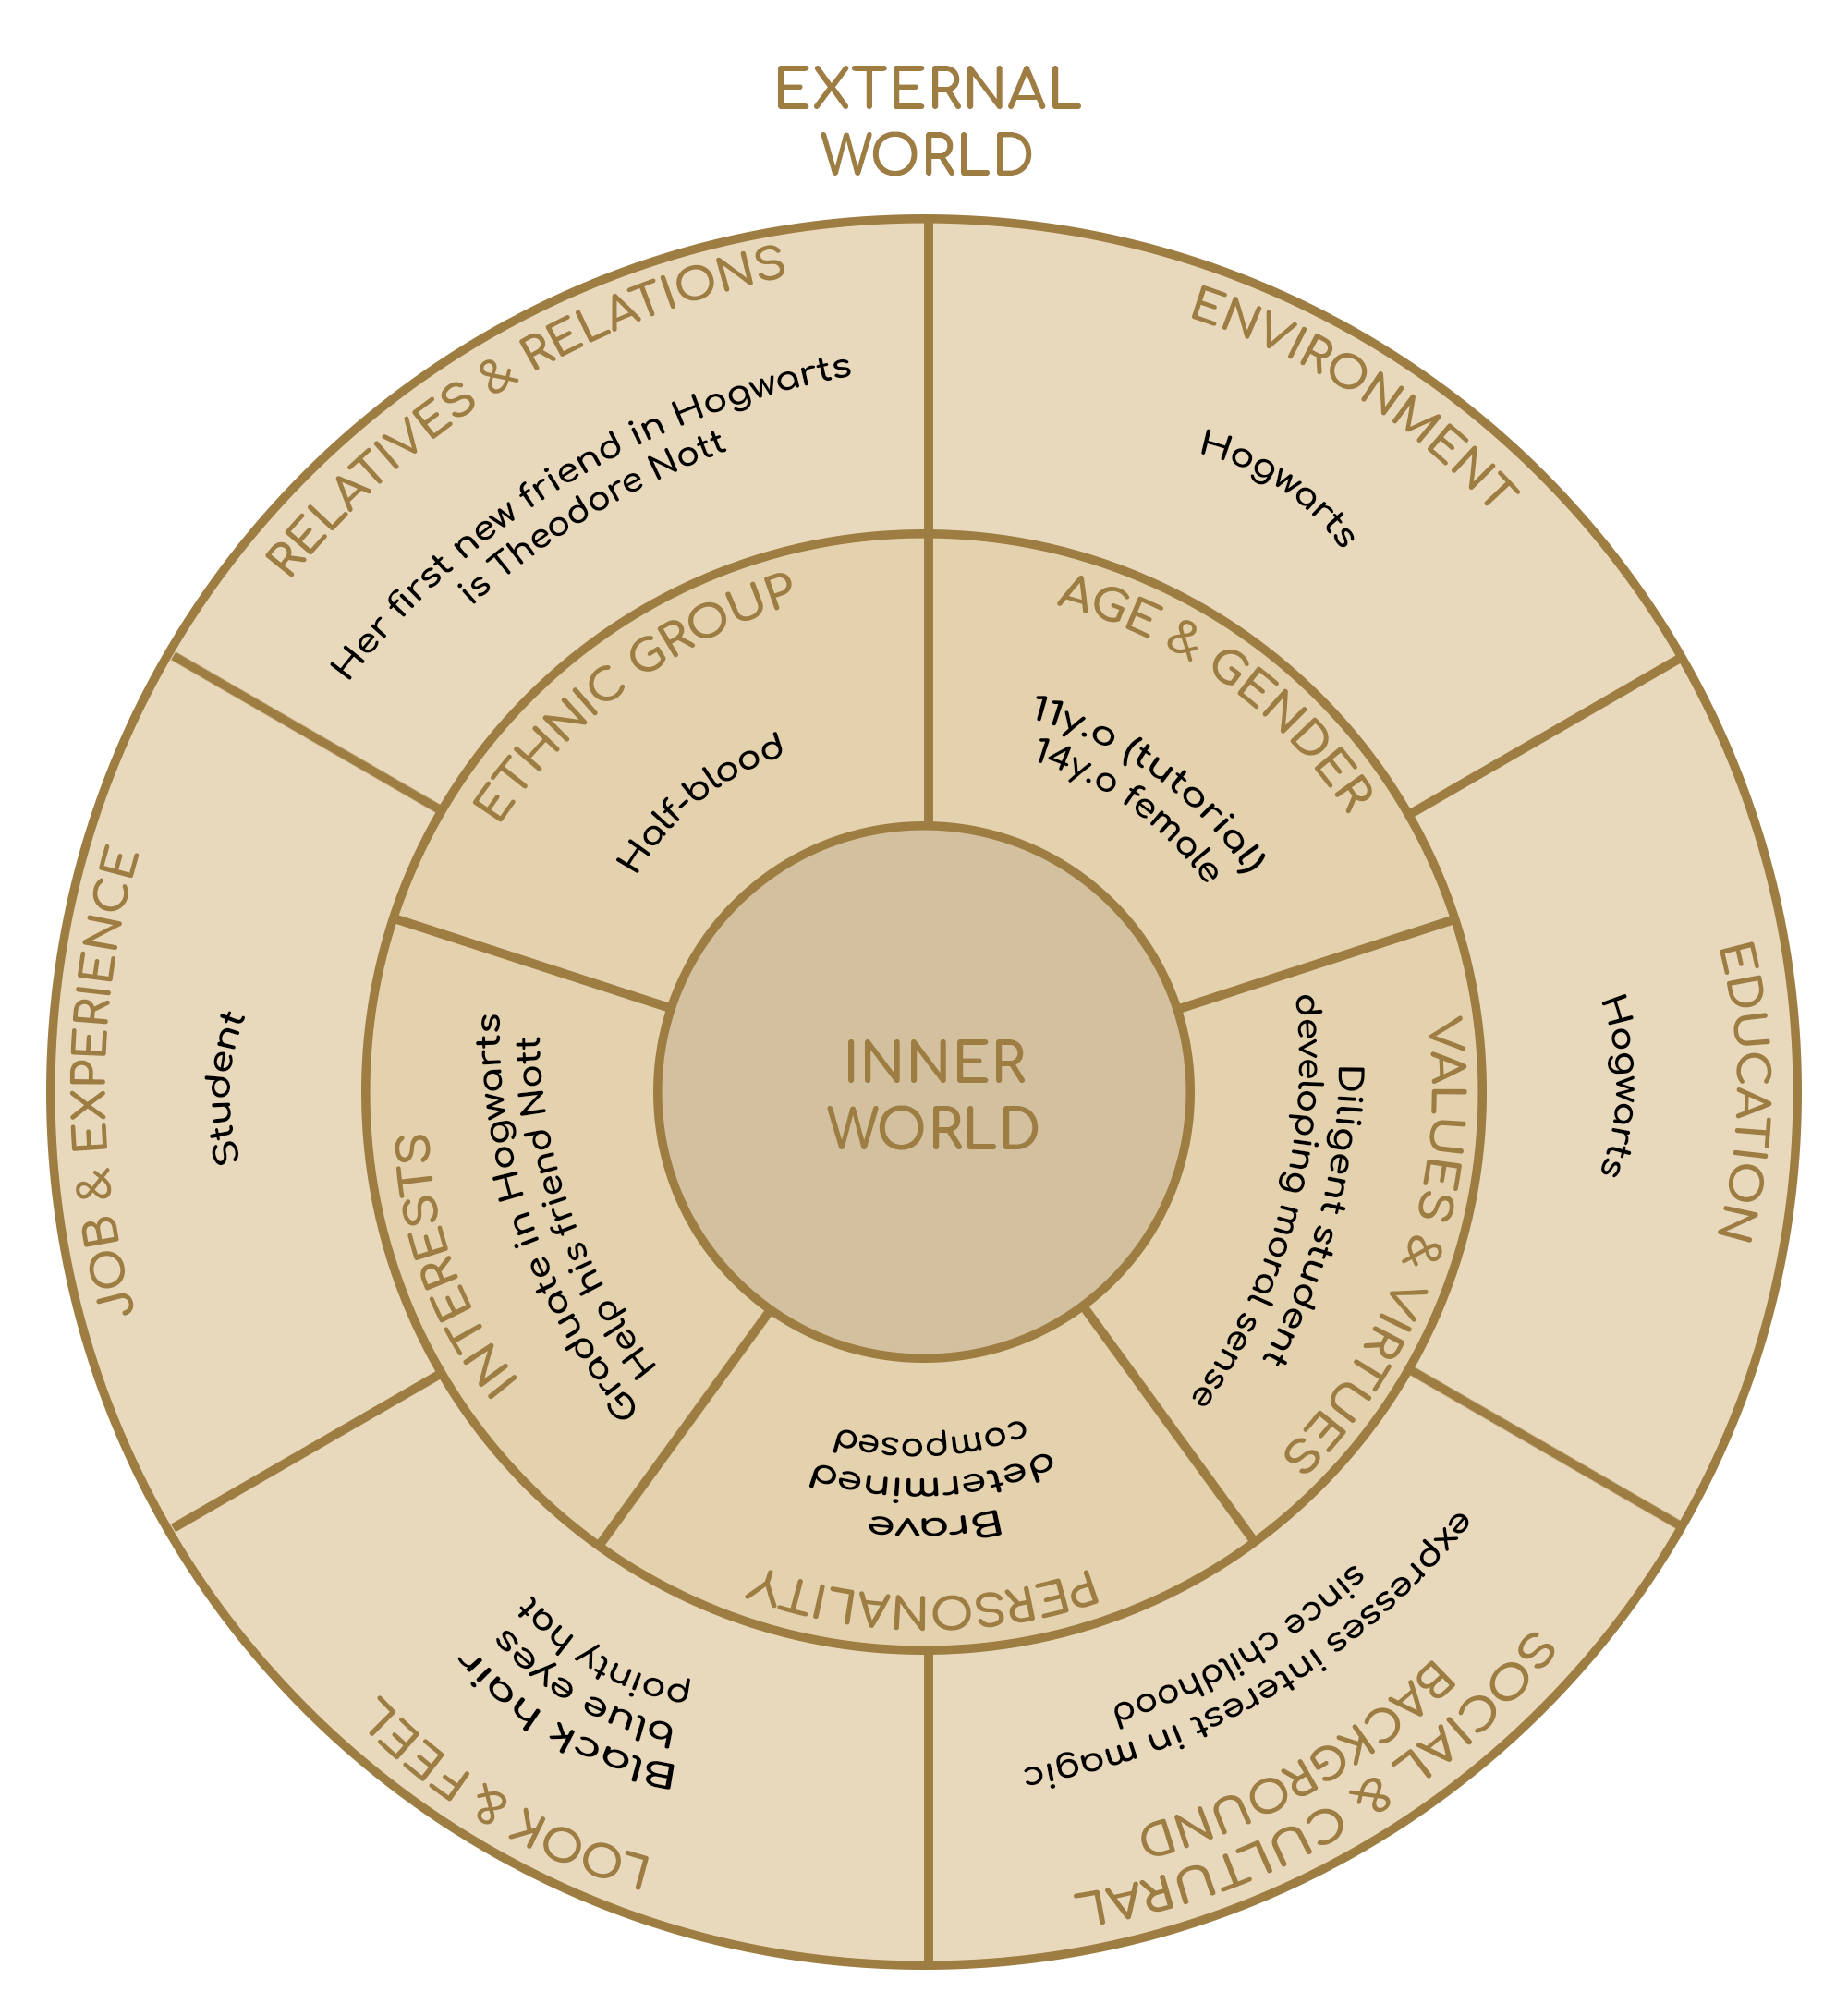 EXTERNAL
WORLD
RELATIVES & RELATIONS
Her first new friend in Hogwarts
is Theodore Nott
ENVIRONMENT
Hogwarts
EDUCATION
Hogwarts
SOCIAL & CULTURAL
BACKGROUND
expresses interest in magic
since childhood
LOOK & FEEL
Black hair
blue eyes
pointy hat
JOB & EXPERIENCE
Student
ETHNIC GROUP
Half-blood
AGE & GENDER
11y.o (tutorial)
14y.o female
VALUES & VIRTUES
Diligent student
developing moral sense
PERSONALITY
Brave
determined
composed
INTERESTS
Graduate in Hogwarts
Help his friend Nott
INNER
WORLD